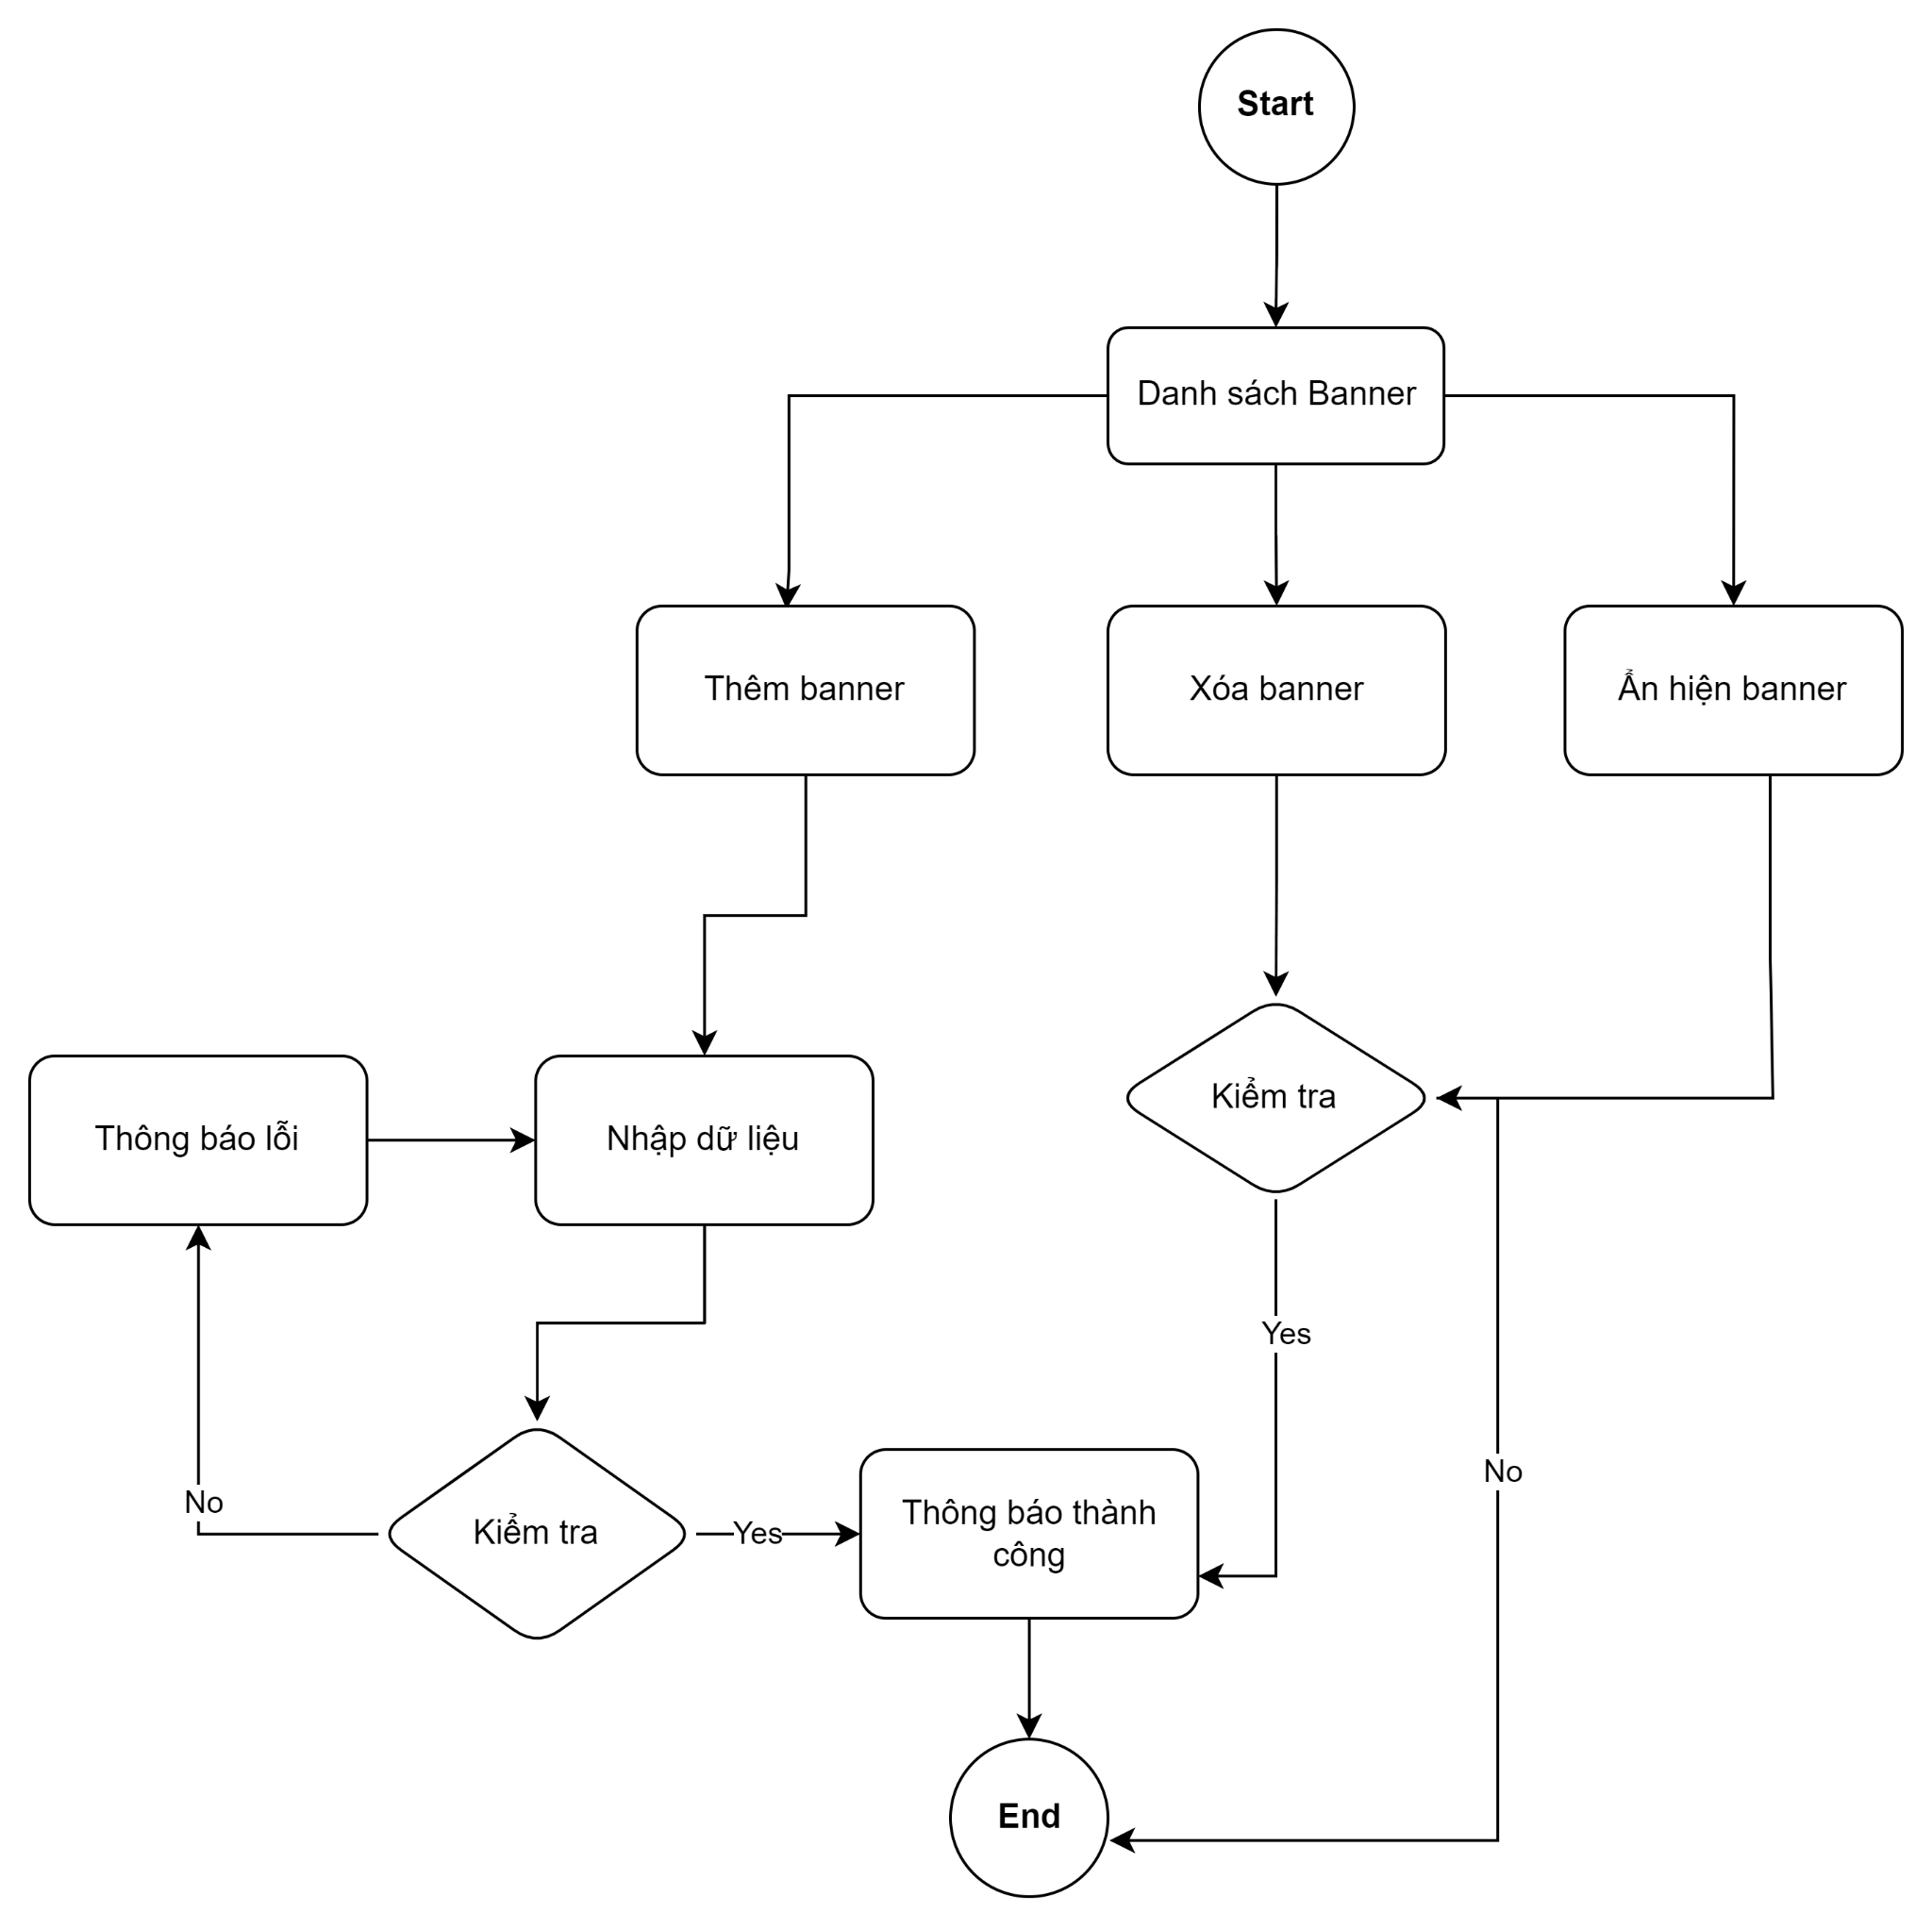 Start
Danh sách Banner
Thêm banner
Xóa banner
Ẩn hiện banner
Kiểm tra
Thông báo lỗi
Nhập dữ liệu
Yes
No
No
Kiểm tra
Yes
Thông báo thành
công
End